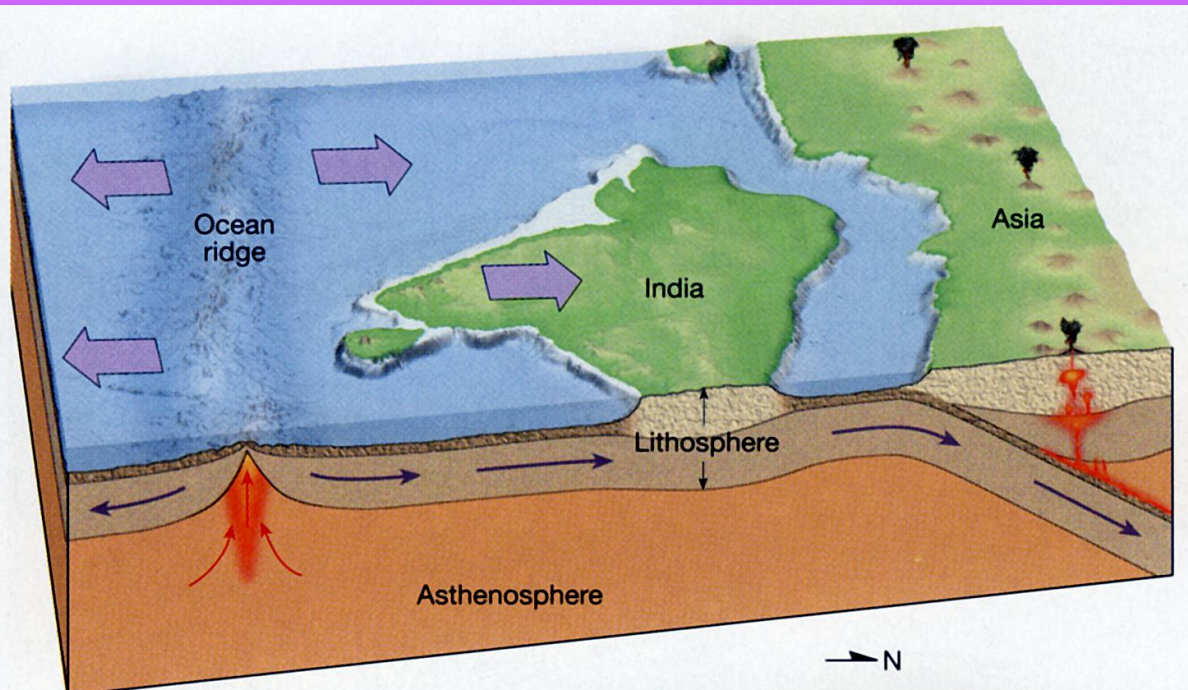 Ocean
ridge
India
Asia
Lithosphere
Asthenosphere
N